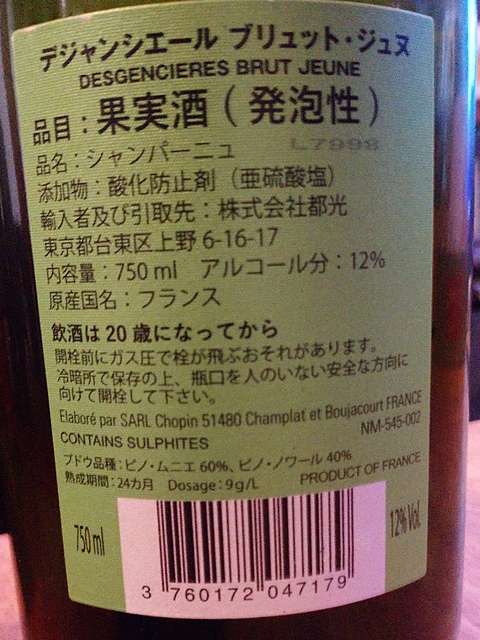 デジャンシエール ブリュット・ジュヌ
DESGENCIERES BRUT JEUNE
品目：果実酒（発泡性）
L7998
品名：シャンパーニュ
添加物：酸化防止剤（亜硫酸塩）
輸入者及び引取先：株式会社都光
東京都台東区上野 6-16-17
内容量：750 ml アルコール分：12%
原産国名：フランス
飲酒は 20 歳になってから
開栓前にガス圧で栓が飛ぶおそれがあります。
冷暗所で保存の上、瓶口を人のいない安全な方向に
向けて開栓して下さい。
Elaboré par SARL Chopin 51480 Champlat et Boujacourt FRANCE
NM-545-002
CONTAINS SULPHITES
ブドウ品種：ピノ・ムニエ 60%、ピノ・ノワール 40%
熟成期間：24カ月 Dosage：9g/L
PRODUCT OF FRANCE
750 ml
12% Vol.
3 760172 047179